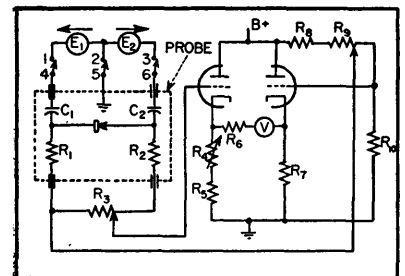 E1 E2 B+ R8 R9
1 2 3 PROBE
4 5 6
C1 C2
R6 V
R1 R2 R4 R10
R5 R7
R3